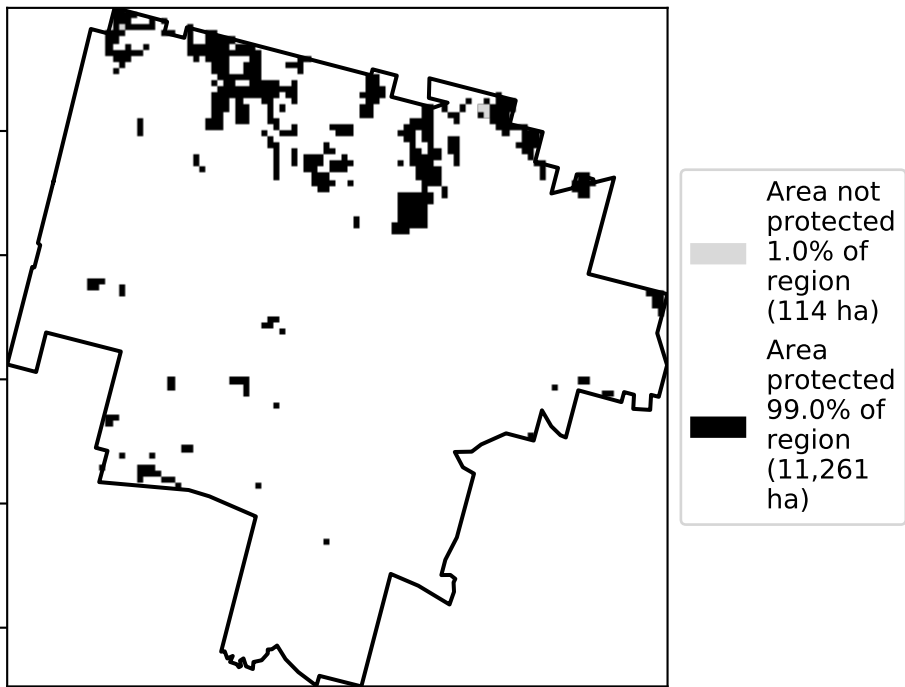 Area not
protected
1.0% of
region
(114 ha)
Area
protected
99.0% of
region
(11,261
ha)